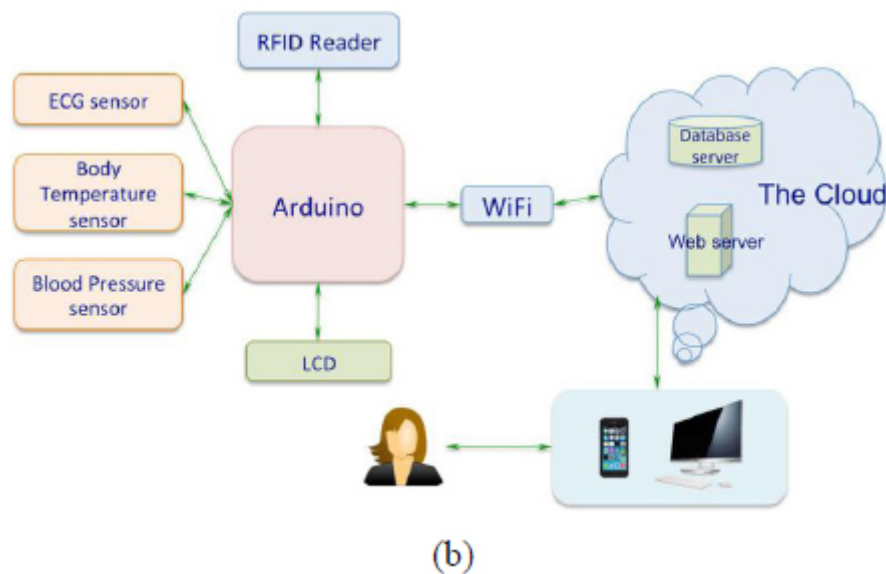 RFID Reader
ECG sensor
Body
Temperature
sensor
Blood Pressure
sensor
Arduino
LCD
WiFi
Database
server
The Cloud
Web server
(b)